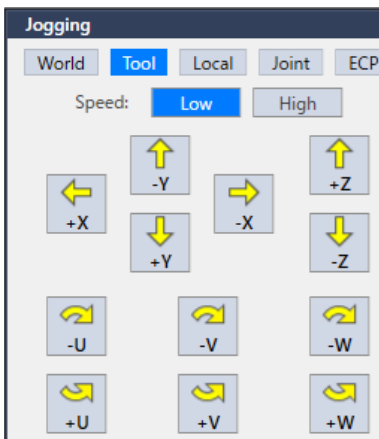 Jogging
World Tool Local Joint ECP
Speed: Low High
-Y +Z
+X -X
+Y -Z
-U -V -W
+U +V +W